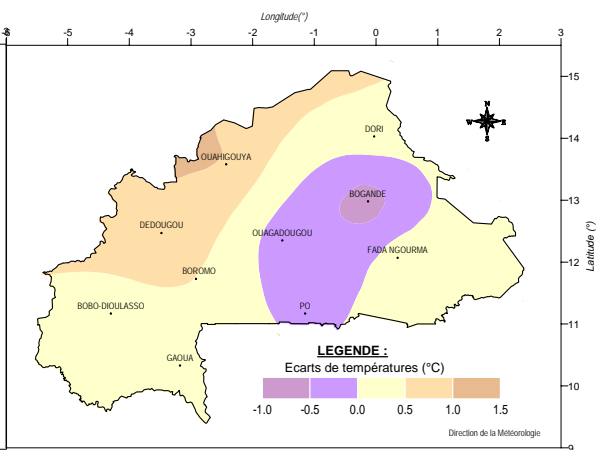 Longitude(°)
-6 -5 -4 -3 -2 -1 0 1 2 3
15
N
W E
S
DORI
14
OUAHIGOUYA
BOGANDE
13
DEDOUGOU
OUAGADOUGOU
Latitude (°)
FADA NGOURMA
12
BOROMO
BOBO-DIOULASSO
PO
11
LEGENDE :
GAOUA
Ecarts de températures (°C)
10
-1.0 -0.5 0.0 0.5 1.0 1.5
Direction de la Météorologie
9